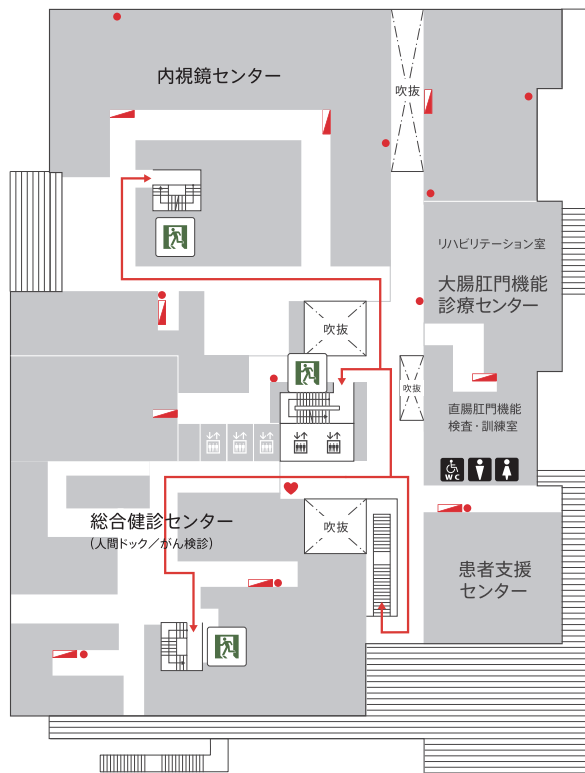 内視鏡センター
吹抜
リハビリテーション室
大腸肛門機能
診療センター
吹抜
吹抜
直腸肛門機能
検査・訓練室
WC
総合健診センター
(人間ドック／がん検診)
吹抜
患者支援
センター